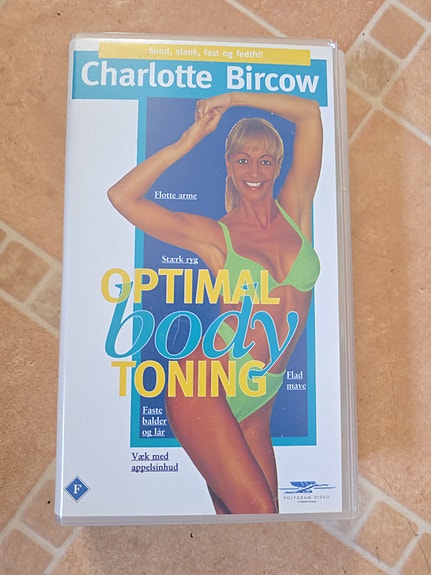 Sund, slank, fast og fedtfri!
Charlotte Bircow
Flotte arme
Stærk ryg
OPTIMAL
body
TONING
Flad
mave
Faste
balder
og lår
Væk med
appelsinhud
F
POLYGRAM VIDEO